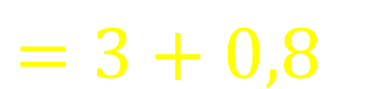 = 3 + 0,8